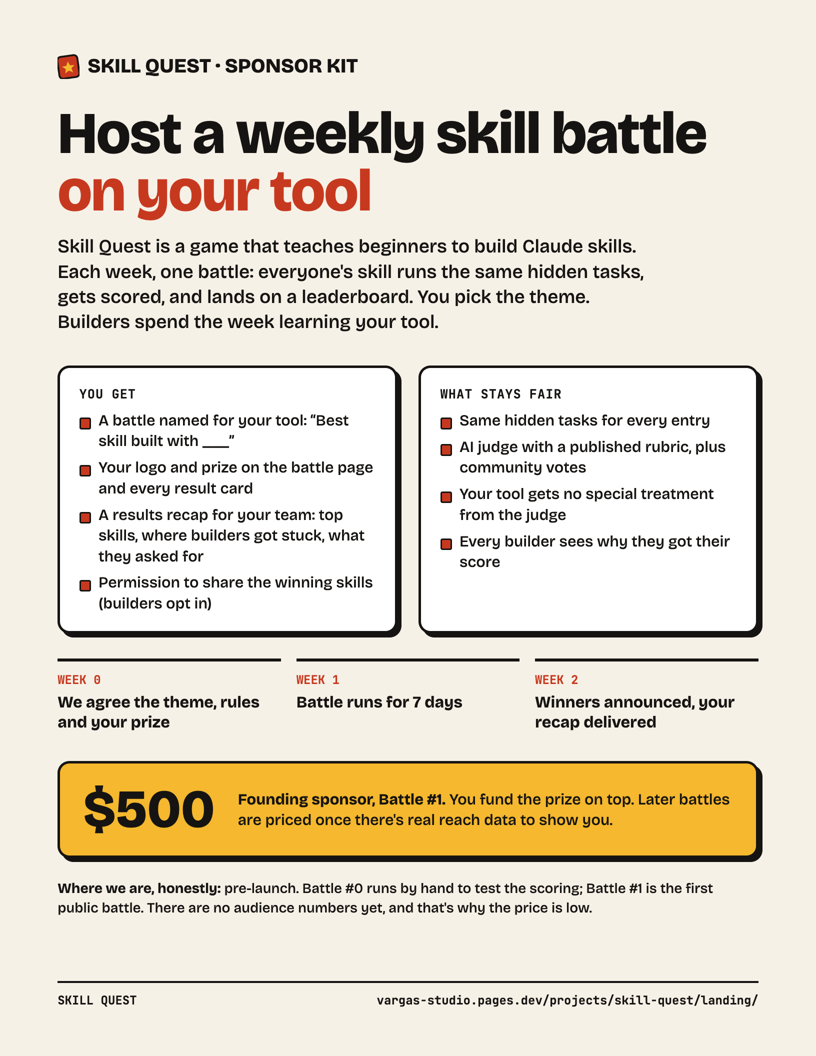 SKILL QUEST · SPONSOR KIT
Host a weekly skill battle
on your tool
Skill Quest is a game that teaches beginners to build Claude skills.
Each week, one battle: everyone's skill runs the same hidden tasks,
gets scored, and lands on a leaderboard. You pick the theme.
Builders spend the week learning your tool.
YOU GET
A battle named for your tool: “Best
skill built with ____”
Your logo and prize on the battle page
and every result card
A results recap for your team: top
skills, where builders got stuck, what
they asked for
Permission to share the winning skills
(builders opt in)
WHAT STAYS FAIR
Same hidden tasks for every entry
AI judge with a published rubric, plus
community votes
Your tool gets no special treatment
from the judge
Every builder sees why they got their
score
WEEK 0
We agree the theme, rules
and your prize
WEEK 1
Battle runs for 7 days
WEEK 2
Winners announced, your
recap delivered
$500
Founding sponsor, Battle #1. You fund the prize on top. Later battles
are priced once there's real reach data to show you.
Where we are, honestly: pre-launch. Battle #0 runs by hand to test the scoring; Battle #1 is the first
public battle. There are no audience numbers yet, and that's why the price is low.
SKILL QUEST
vargas-studio.pages.dev/projects/skill-quest/landing/